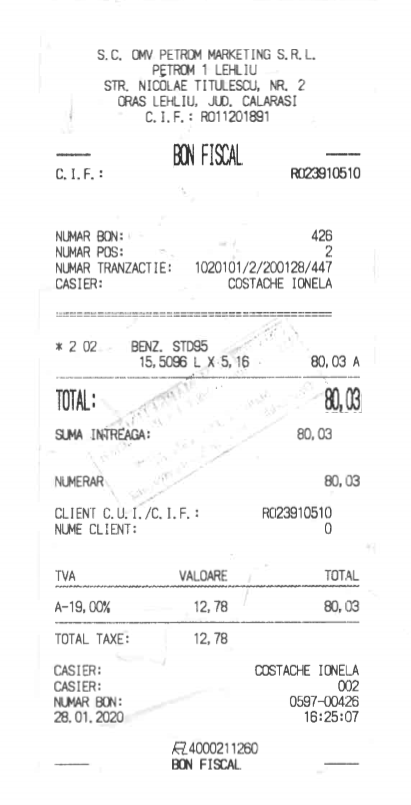 S.C. OMV PETROM MARKETING S.R.L.
PETROM 1 LEHLIU
STR. NICOLAE TITULESCU, NR. 2
ORAS LEHLIU, JUD. CALARASI
C.I.F.: RO11201891
BON FISCAL
C.I.F.: RO23910510
NUMAR BON: 426
NUMAR POS: 2
NUMAR TRANZACTIE: 1020101/2/200128/447
CASIER: COSTACHE IONELA
* 2 02 BENZ. STD95
15,5096 L X 5,16 80,03 A
TOTAL: 80,03
SUMA INTREAGA: 80,03
NUMERAR 80,03
CLIENT C.U.I./C.I.F.: RO23910510
NUME CLIENT: 0
TVA VALOARE TOTAL
A-19,00% 12,78 80,03
TOTAL TAXE: 12,78
CASIER: COSTACHE IONELA
CASIER: 002
NUMAR BON: 0597-00426
28.01.2020 16:25:07
4000211260
BON FISCAL